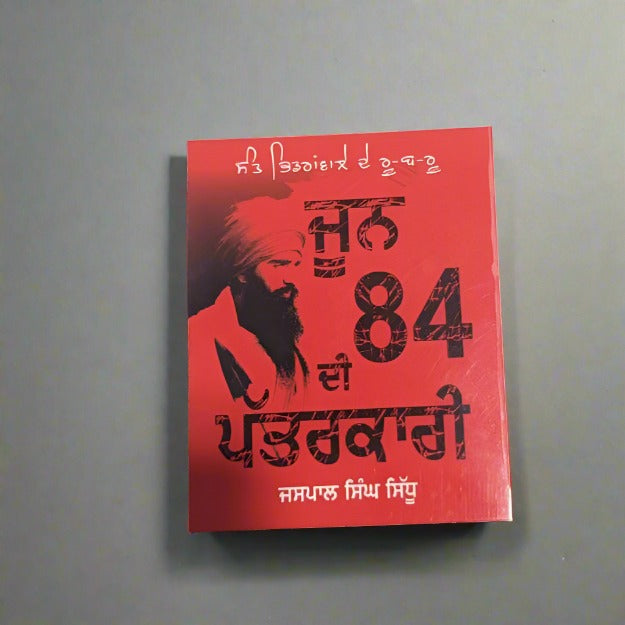 ਸੰਤ ਭਿੰਡਰਾਂਵਾਲੇ ਦੇ ਰੂ-ਬ-ਰੂ
ਜੂਨ
84
ਦੀ
ਪੱਤਰਕਾਰੀ
ਜਸਪਾਲ ਸਿੰਘ ਸਿੱਧੂ